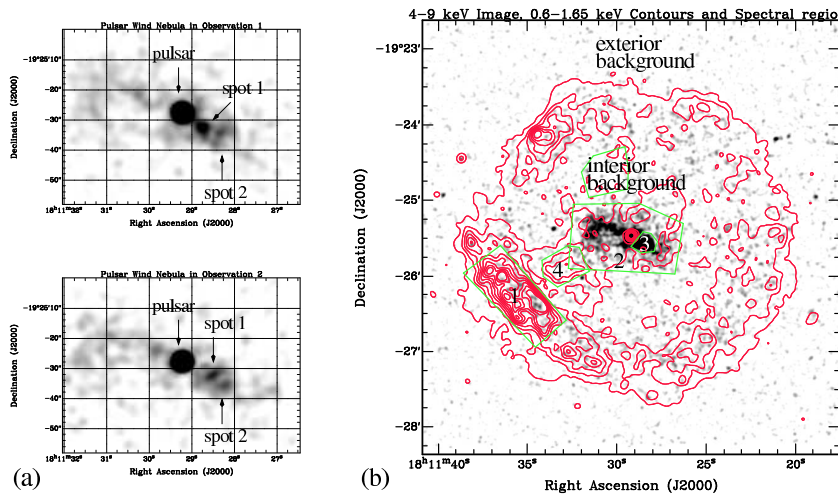 Pulsar Wind Nebula in Observation 1
pulsar
spot 1
spot 2
-19°25'10"
-20"
-30"
-40"
-50"
18ʰ11ᵐ32ˢ
30ˢ
29ˢ
28ˢ
27ˢ
Right Ascension (J2000)
Declination (J2000)
Pulsar Wind Nebula in Observation 2
pulsar
spot 1
spot 2
-19°25'10"
-20"
-30"
-40"
-50"
18ʰ11ᵐ32ˢ
30ˢ
29ˢ
28ˢ
27ˢ
Right Ascension (J2000)
Declination (J2000)
(a)
4-9 keV Image, 0.6-1.65 keV Contours and Spectral regio
exterior
background
interior
background
1
2
3
4
-19°23'
-24'
-25'
-26'
-27'
-28'
18ʰ11ᵐ40ˢ
35ˢ
30ˢ
25ˢ
20ˢ
Right Ascension (J2000)
Declination (J2000)
(b)